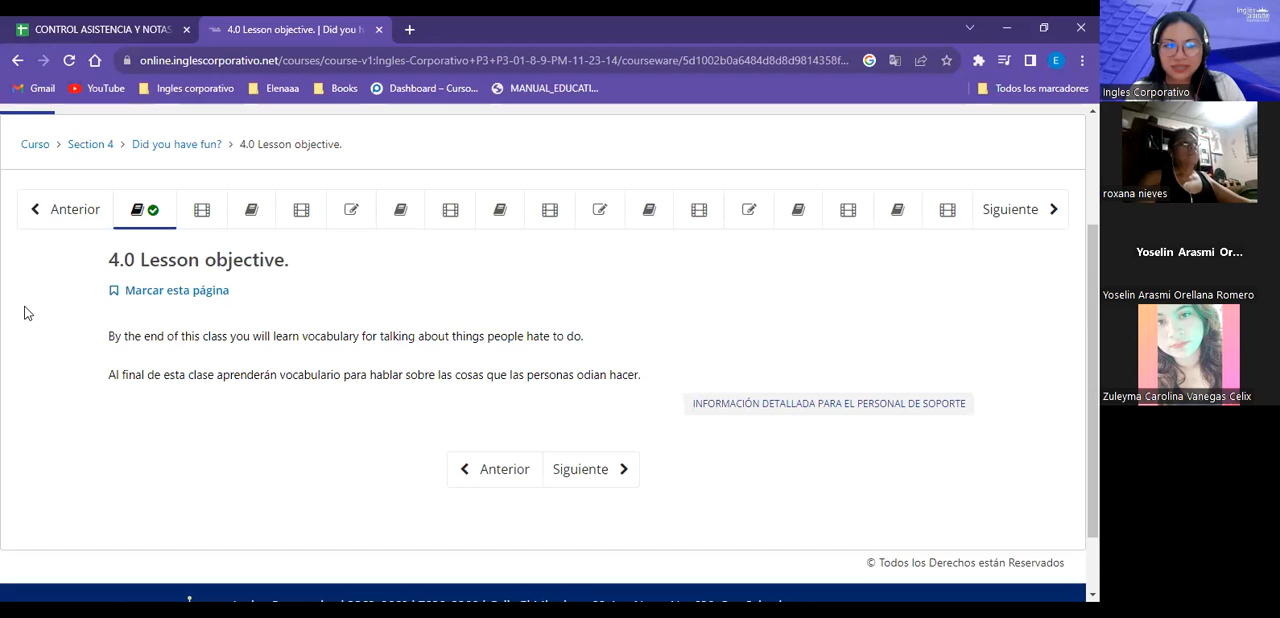 CONTROL ASISTENCIA Y NOTAS
4.0 Lesson objective. | Did you h
online.inglescorporativo.net/courses/course-v1:Ingles-Corporativo+P3+P3-01-8-9-PM-11-23-14/courseware/5d1002b0a6484d8d8d9814358f...
E
Gmail
YouTube
Ingles corporativo
Elenaaa
Books
Dashboard – Curso...
MANUAL_EDUCATI...
Todos los marcadores
Curso > Section 4 > Did you have fun? > 4.0 Lesson objective.
Anterior
Siguiente
4.0 Lesson objective.
Marcar esta página
By the end of this class you will learn vocabulary for talking about things people hate to do.
Al final de esta clase aprenderán vocabulario para hablar sobre las cosas que las personas odian hacer.
INFORMACIÓN DETALLADA PARA EL PERSONAL DE SOPORTE
Anterior
Siguiente
© Todos los Derechos están Reservados
Ingles Corporativo
roxana nieves
Yoselin Arasmi Or...
Yoselin Arasmi Orellana Romero
Zuleyma Carolina Vanegas Celix